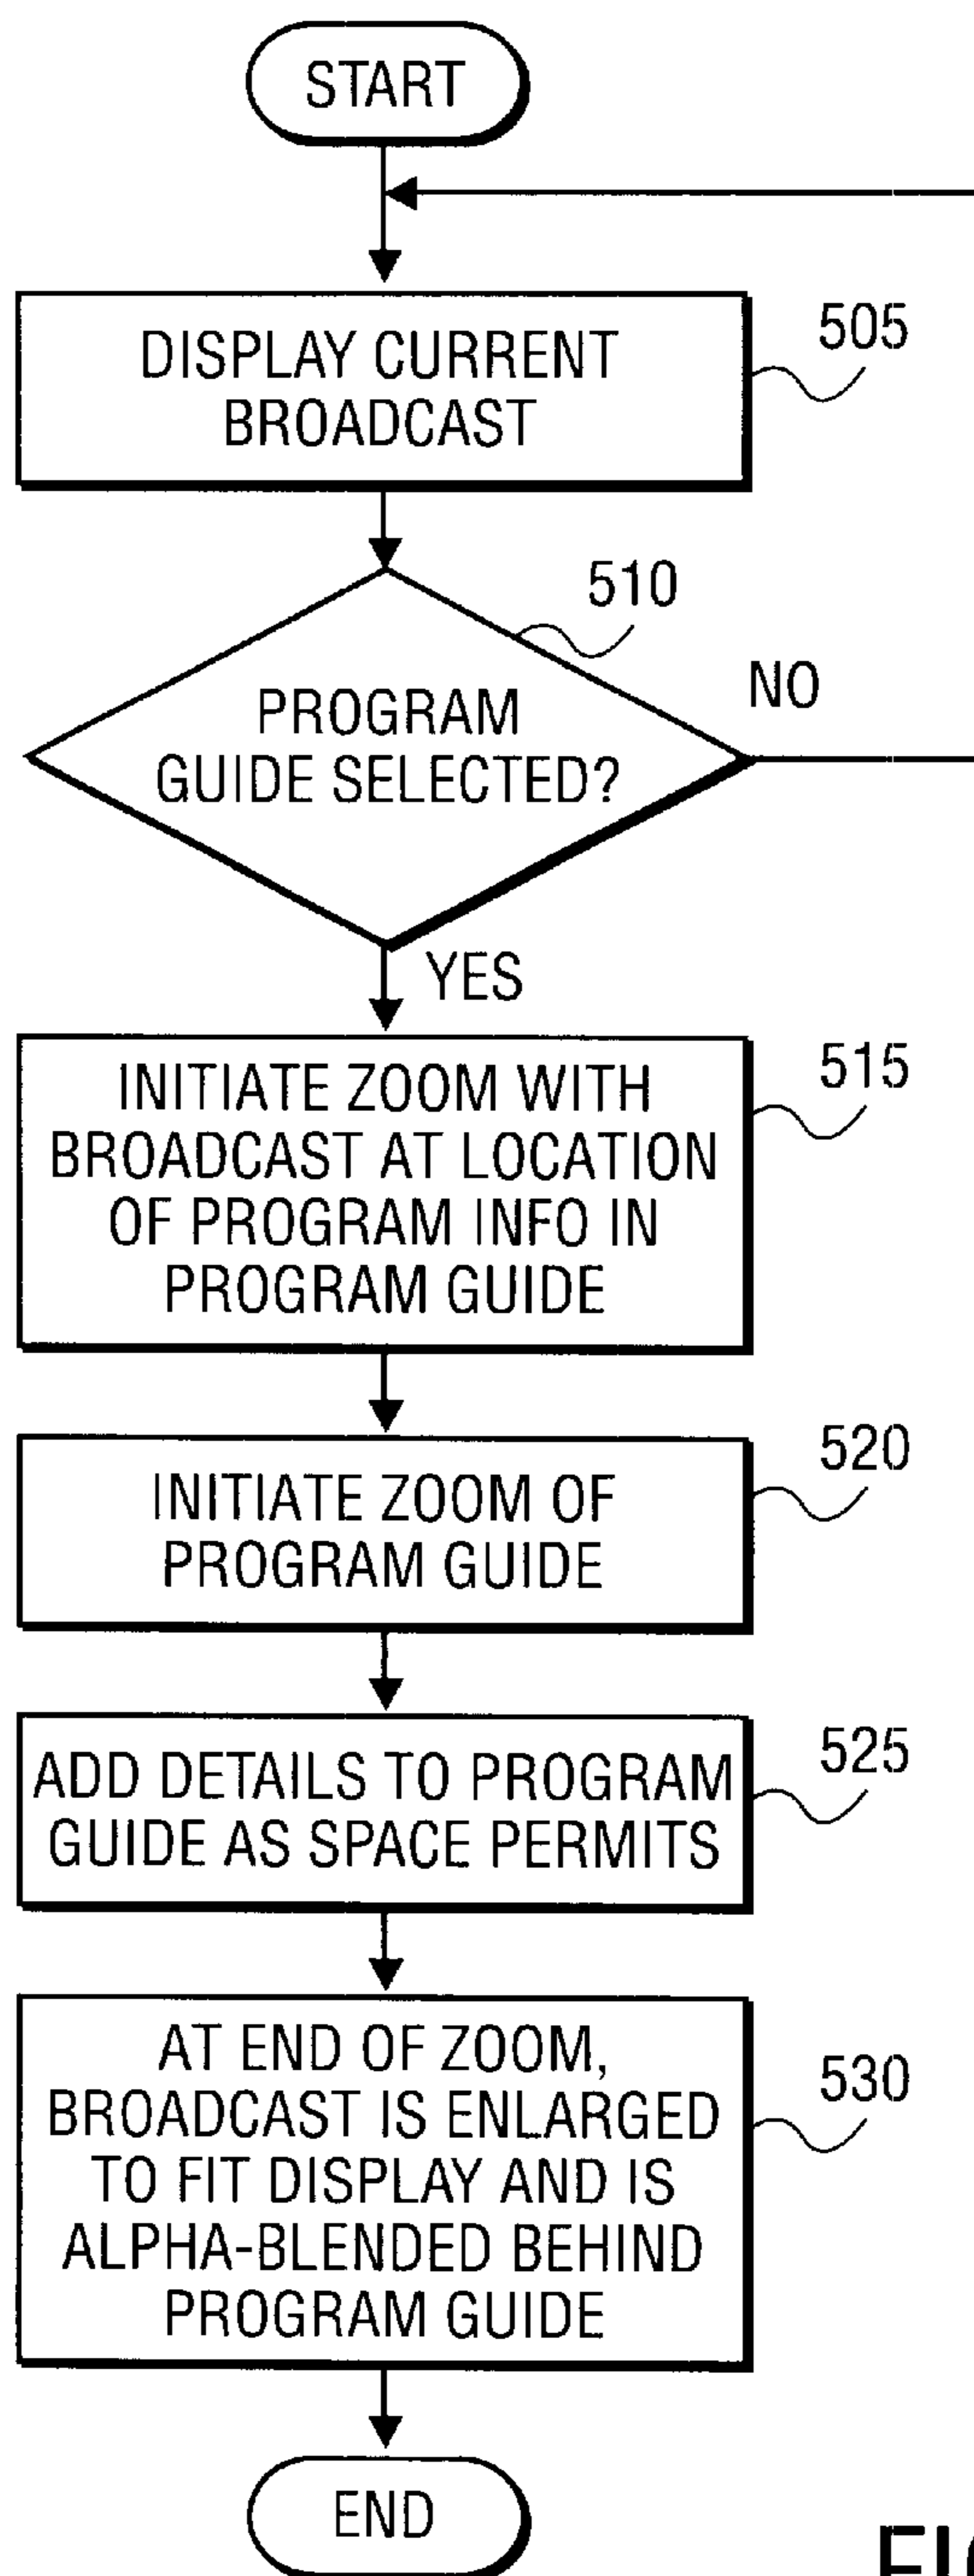 START
DISPLAY CURRENT
BROADCAST
505
510
PROGRAM
GUIDE SELECTED?
NO
YES
INITIATE ZOOM WITH
BROADCAST AT LOCATION
OF PROGRAM INFO IN
PROGRAM GUIDE
515
INITIATE ZOOM OF
PROGRAM GUIDE
520
ADD DETAILS TO PROGRAM
GUIDE AS SPACE PERMITS
525
AT END OF ZOOM,
BROADCAST IS ENLARGED
TO FIT DISPLAY AND IS
ALPHA-BLENDED BEHIND
PROGRAM GUIDE
530
END